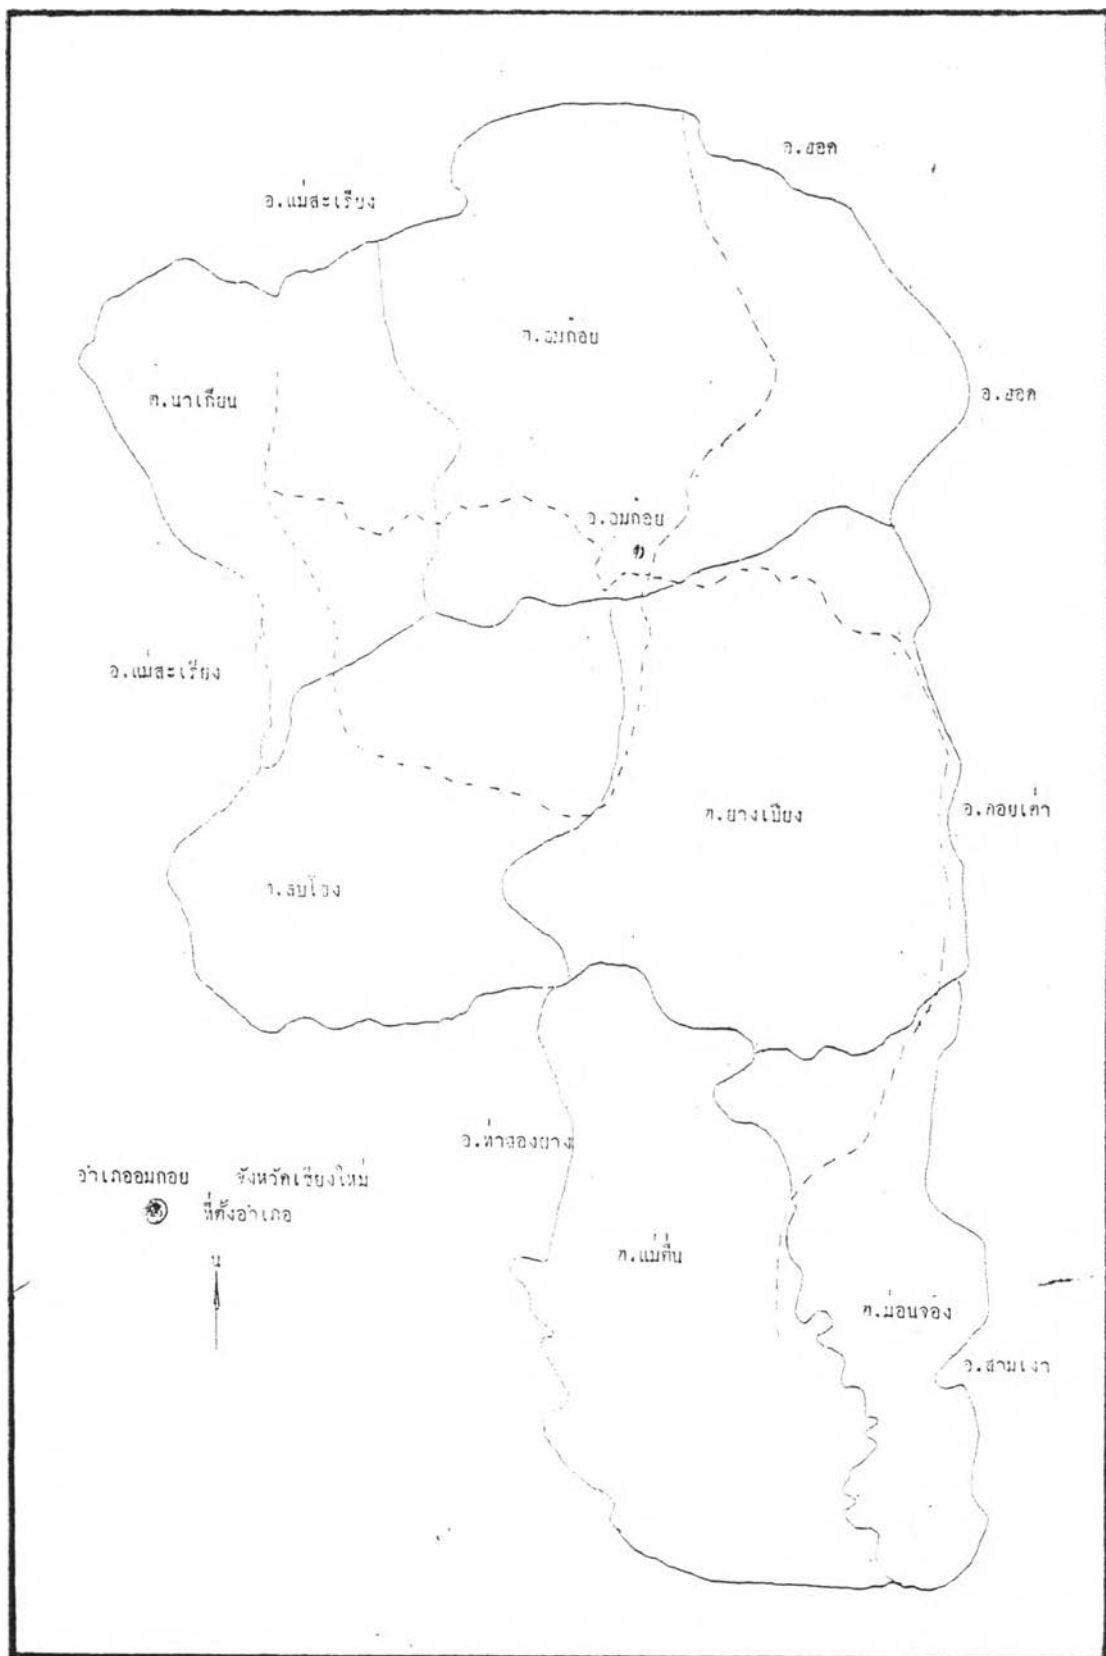 อ.ฮอด
อ.แม่สะเรียง
ต.อมก๋อย
ต.นาเกียน
อ.ฮอด
อ.อมก๋อย
อ.แม่สะเรียง
ต.ยางเปียง
อ.ดอยเต่า
ต.สบโขง
อ.ท่าสองยาง
อำเภออมกอย จังหวัดเชียงใหม่
ที่ตั้งอำเภอ
น
ต.แม่ตื่น
ต.ม่อนจอง
อ.สามเงา